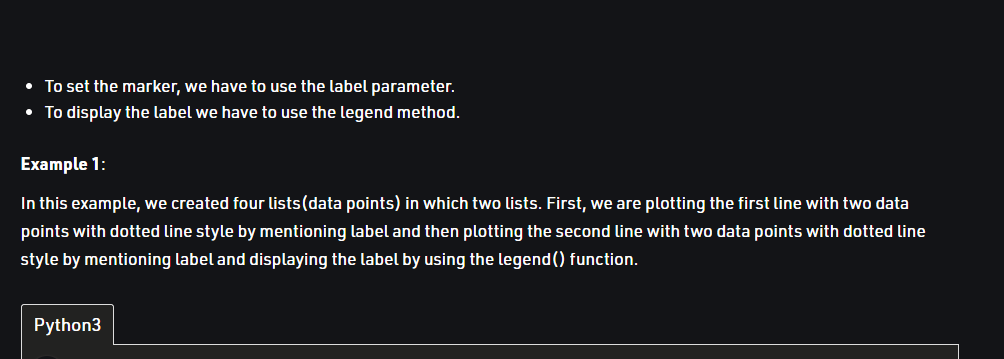 • To set the marker, we have to use the label parameter.
• To display the label we have to use the legend method.
Example 1:
In this example, we created four lists(data points) in which two lists. First, we are plotting the first line with two data
points with dotted line style by mentioning label and then plotting the second line with two data points with dotted line
style by mentioning label and displaying the label by using the legend() function.
Python3